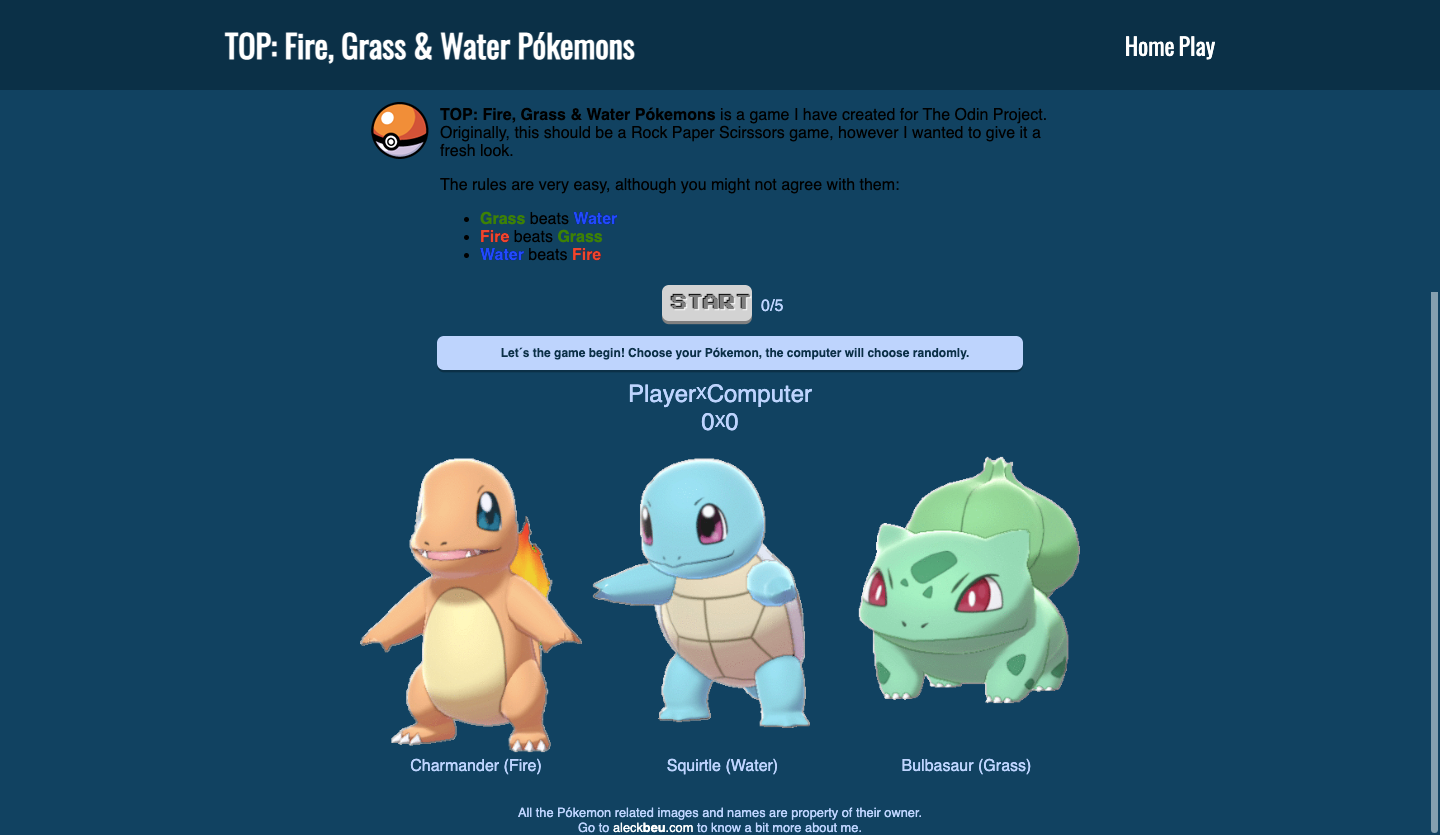 TOP: Fire, Grass & Water Pókemons
Home Play
TOP: Fire, Grass & Water Pókemons is a game I have created for The Odin Project.
Originally, this should be a Rock Paper Scirssors game, however I wanted to give it a
fresh look.
The rules are very easy, although you might not agree with them:
• Grass beats Water
• Fire beats Grass
• Water beats Fire
START 0/5
Let´s the game begin! Choose your Pókemon, the computer will choose randomly.
PlayerxComputer
0x0
Charmander (Fire) Squirtle (Water) Bulbasaur (Grass)
All the Pókemon related images and names are property of their owner.
Go to aleckbeu.com to know a bit more about me.